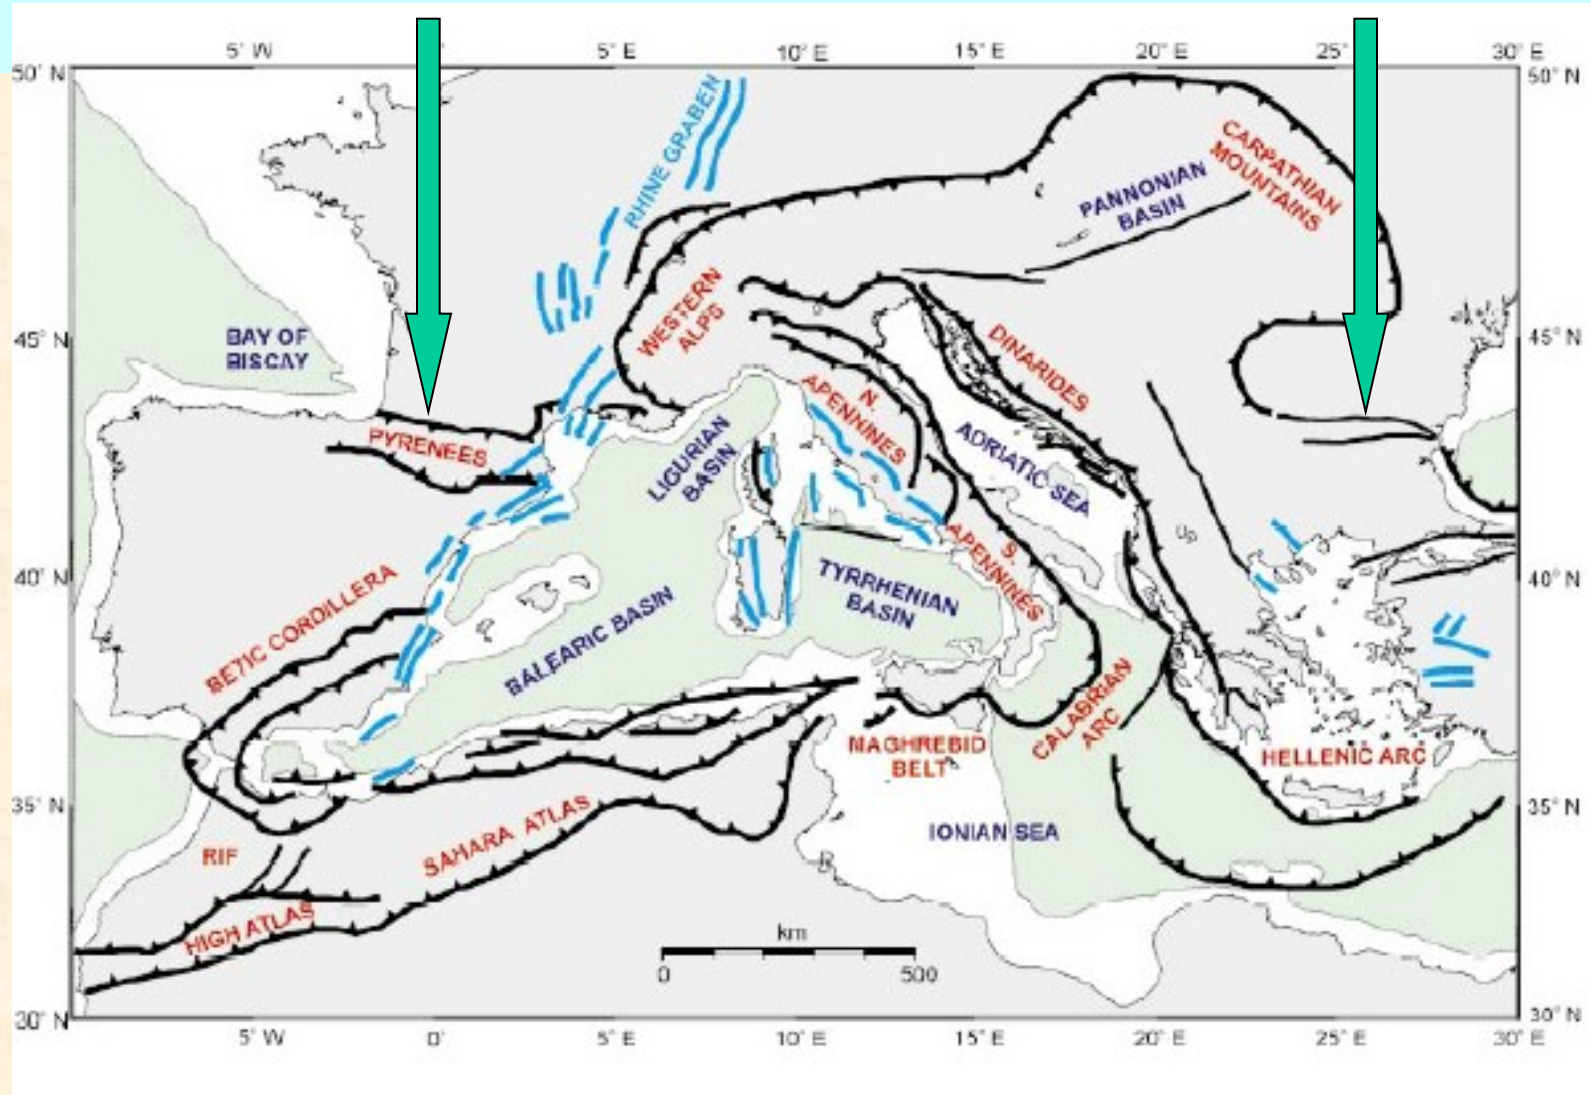 5° W
5° E
10° E
15° E
20° E
25°
30° E
50° N
50° N
RHINE GRABEN
CARPATHIAN
MOUNTAINS
PANNONIAN
BASIN
WESTERN
ALPS
BAY OF
BISCAY
45° N
45° N
DINARIDES
N.
APENNINES
PYRENEES
LIGURIAN
BASIN
ADRIATIC SEA
S.
APENNINES
40° N
40° N
BETIC CORDILLERA
TYRRHENIAN
BASIN
BALEARIC BASIN
CALABRIAN
ARC
MAGHREBID
BELT
HELLENIC ARC
35° N
35° N
SAHARA ATLAS
IONIAN SEA
RIF
HIGH ATLAS
km
0
500
30° N
30° N
5° W
0°
5° E
10° E
15° E
20° E
25° E
30° E